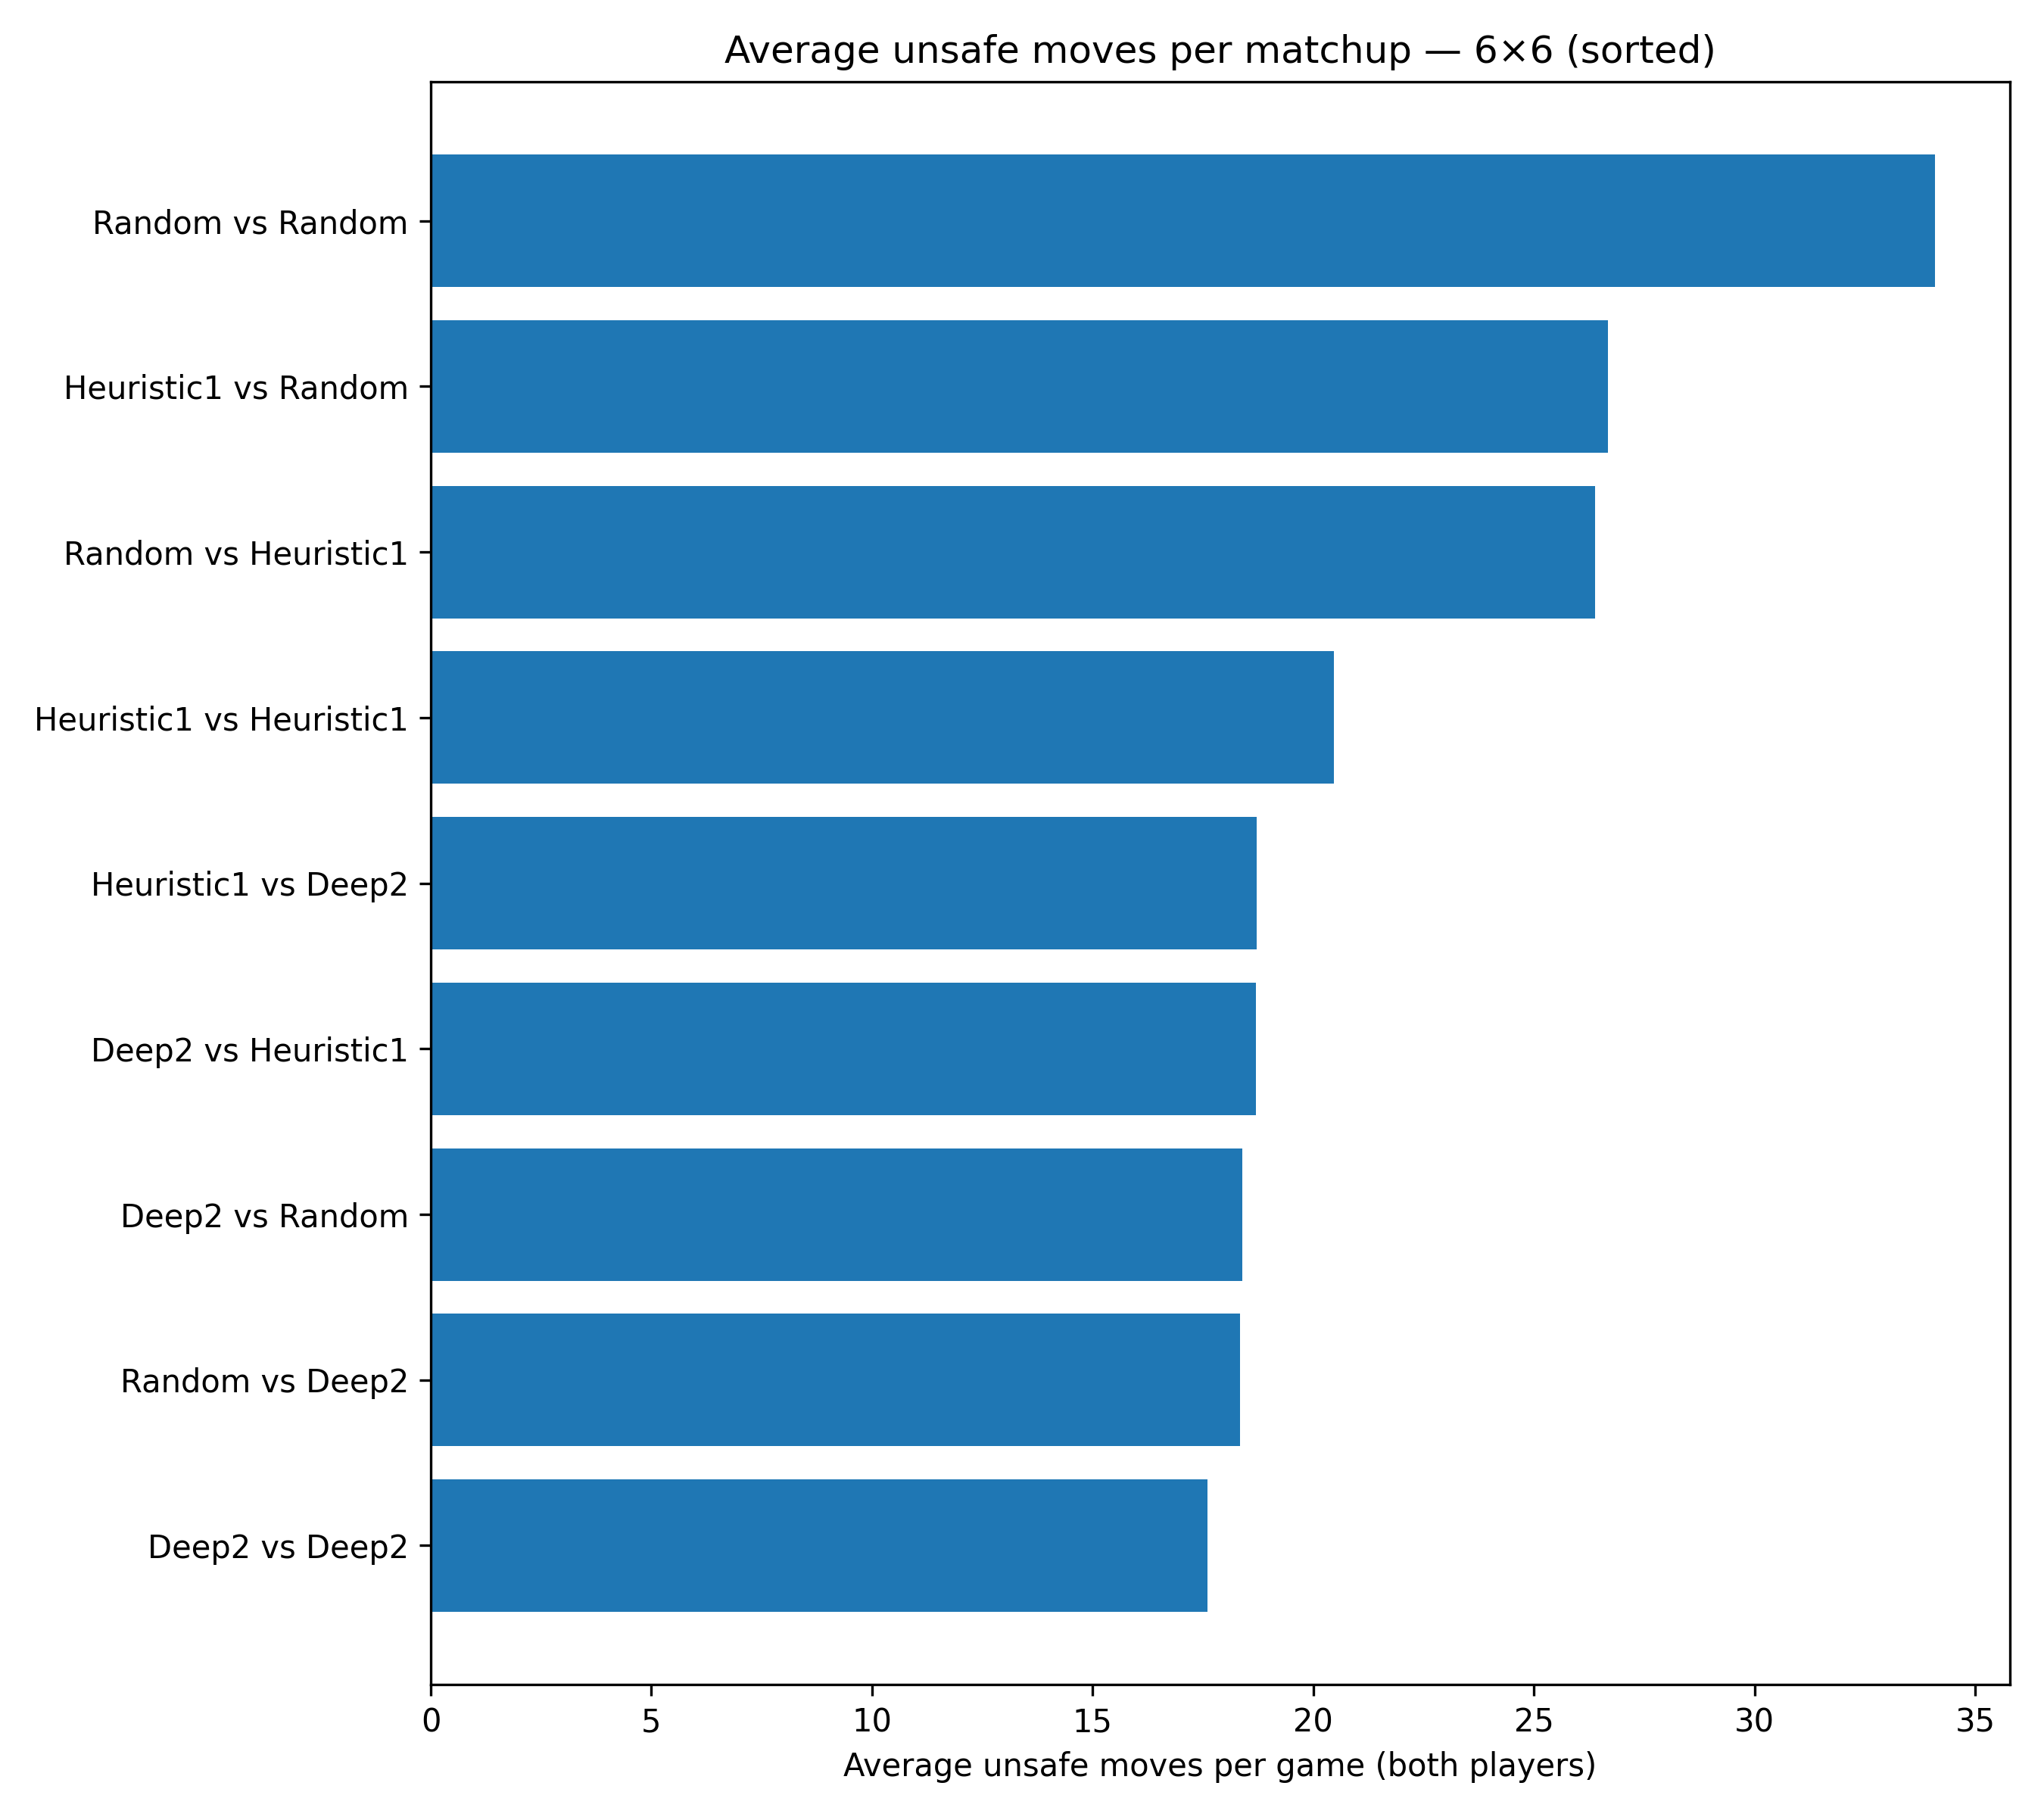 Average unsafe moves per matchup — 6×6 (sorted)
Random vs Random
Heuristic1 vs Random
Random vs Heuristic1
Heuristic1 vs Heuristic1
Heuristic1 vs Deep2
Deep2 vs Heuristic1
Deep2 vs Random
Random vs Deep2
Deep2 vs Deep2
0 5 10 15 20 25 30 35
Average unsafe moves per game (both players)